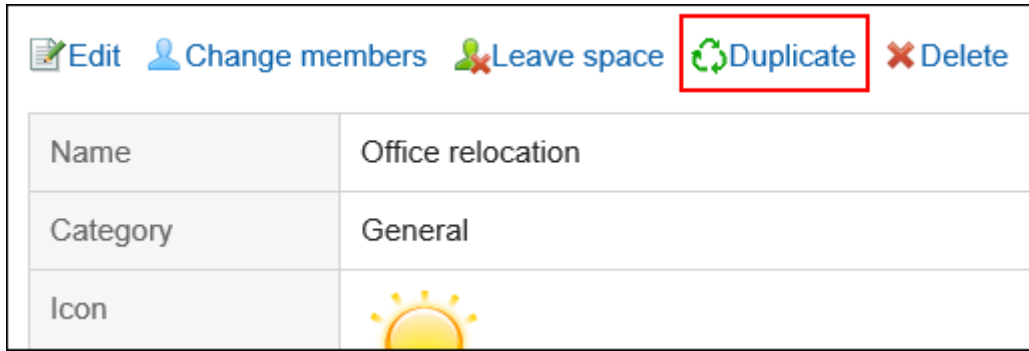 Edit Change members Leave space Duplicate Delete
Name Office relocation
Category General
Icon